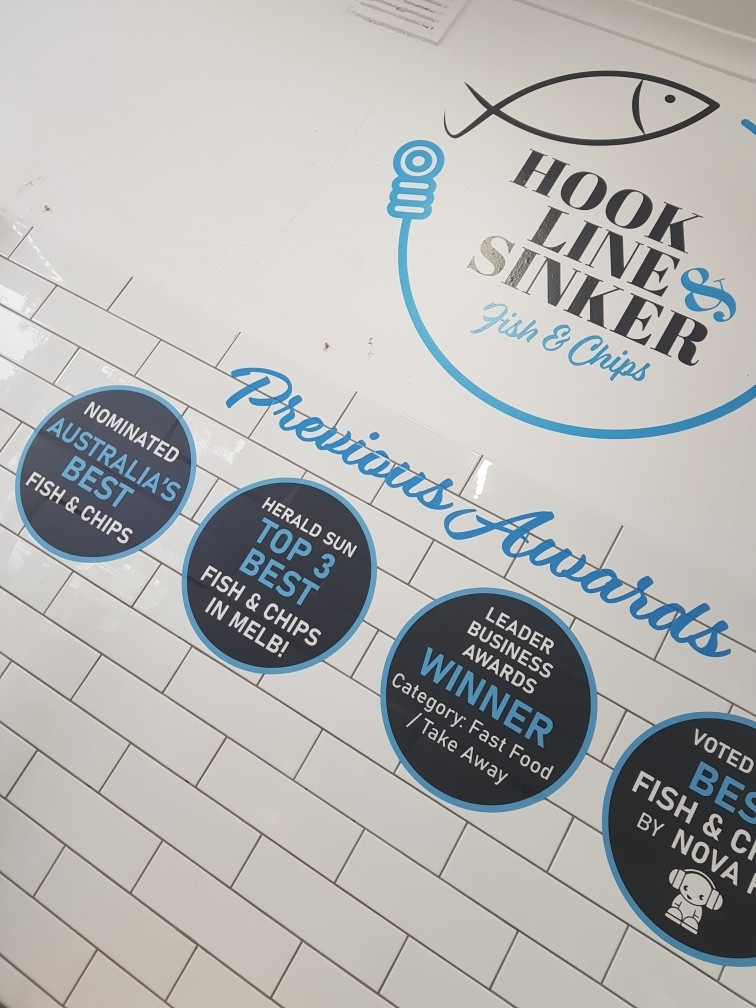 HOOK
LINE &
SINKER
Fish & Chips
Previous Awards
NOMINATED
AUSTRALIA'S
BEST
FISH & CHIPS
HERALD SUN
TOP 3
BEST
FISH & CHIPS
IN MELB!
LEADER
BUSINESS
AWARDS
WINNER
Category: Fast Food
/Take Away
VOTED
FISH &
BY NOVA